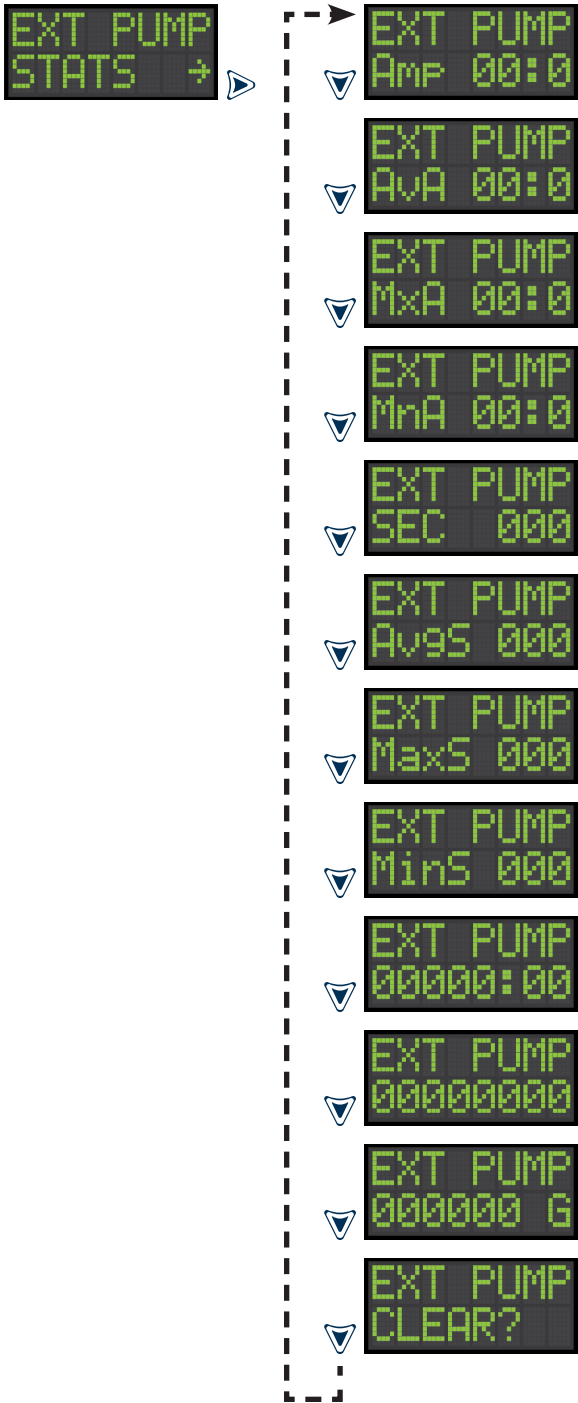 EXT PUMP
STATS →
EXT PUMP
Amp 00:0
EXT PUMP
AvA 00:0
EXT PUMP
MxA 00:0
EXT PUMP
MnA 00:0
EXT PUMP
SEC 000
EXT PUMP
AvgS 000
EXT PUMP
MaxS 000
EXT PUMP
MinS 000
EXT PUMP
00000:00
EXT PUMP
00000000
EXT PUMP
000000 G
EXT PUMP
CLEAR?